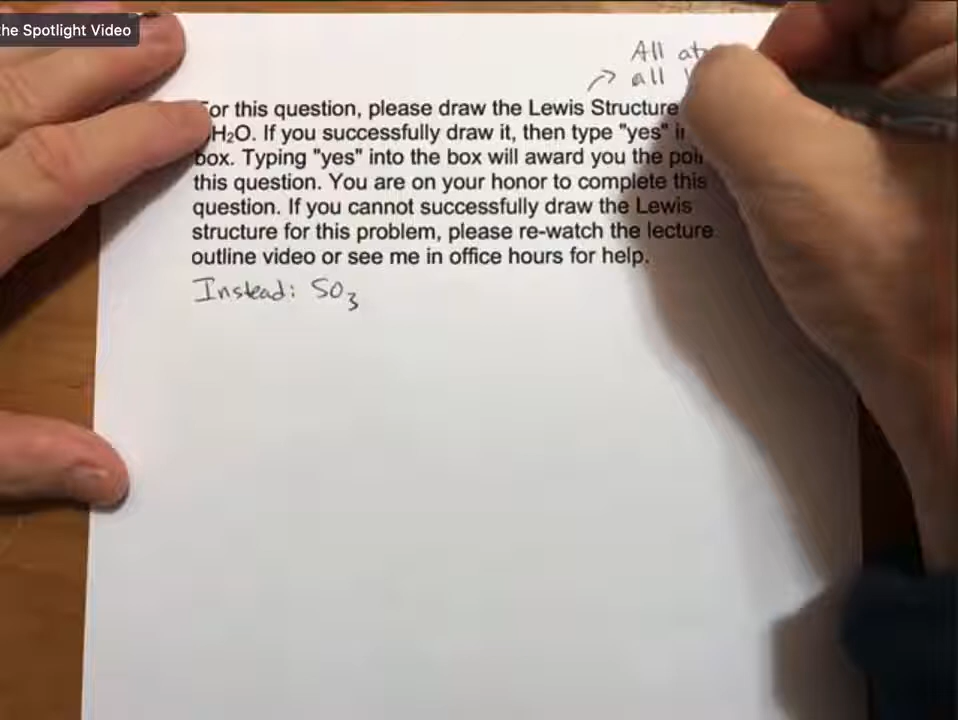 the Spotlight Video
All
all
For this question, please draw the Lewis Structure
H₂O. If you successfully draw it, then type "yes"
box. Typing "yes" into the box will award you the
this question. You are on your honor to complete this
question. If you cannot successfully draw the Lewis
structure for this problem, please re-watch the lecture
outline video or see me in office hours for help.
Instead: SO₃